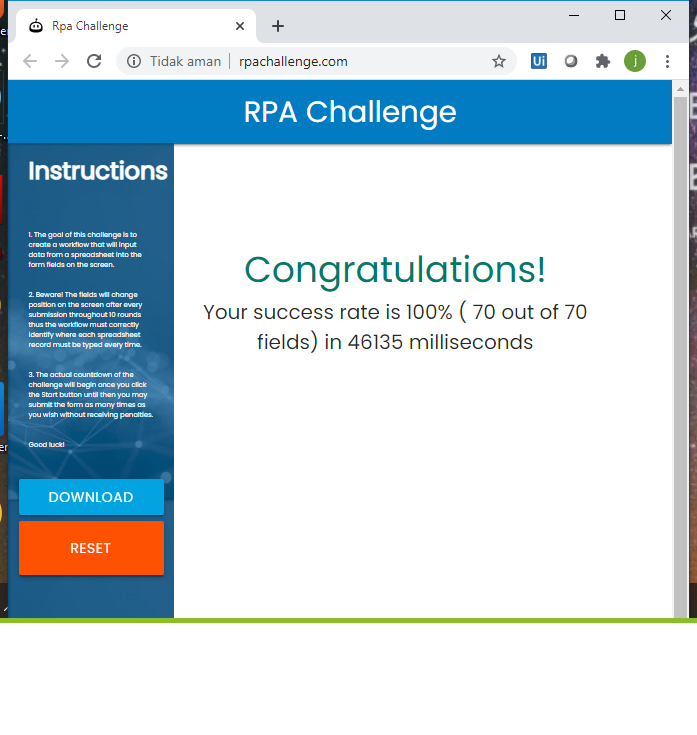 Rpa Challenge
Tidak aman
rpachallenge.com
Ui
j
RPA Challenge
Instructions
1. The goal of this challenge is to
create a workflow that will input
data from a spreadsheet into the
form fields on the screen.
2. Beware! The fields will change
position on the screen after every
submission throughout 10 rounds
thus the workflow must correctly
identify where each spreadsheet
record must be typed every time.
3. The actual countdown of the
challenge will begin once you click
the Start button until then you may
submit the form as many times as
you wish without receiving penalties.
Good luck!
DOWNLOAD
RESET
Congratulations!
Your success rate is 100% ( 70 out of 70
fields) in 46135 milliseconds